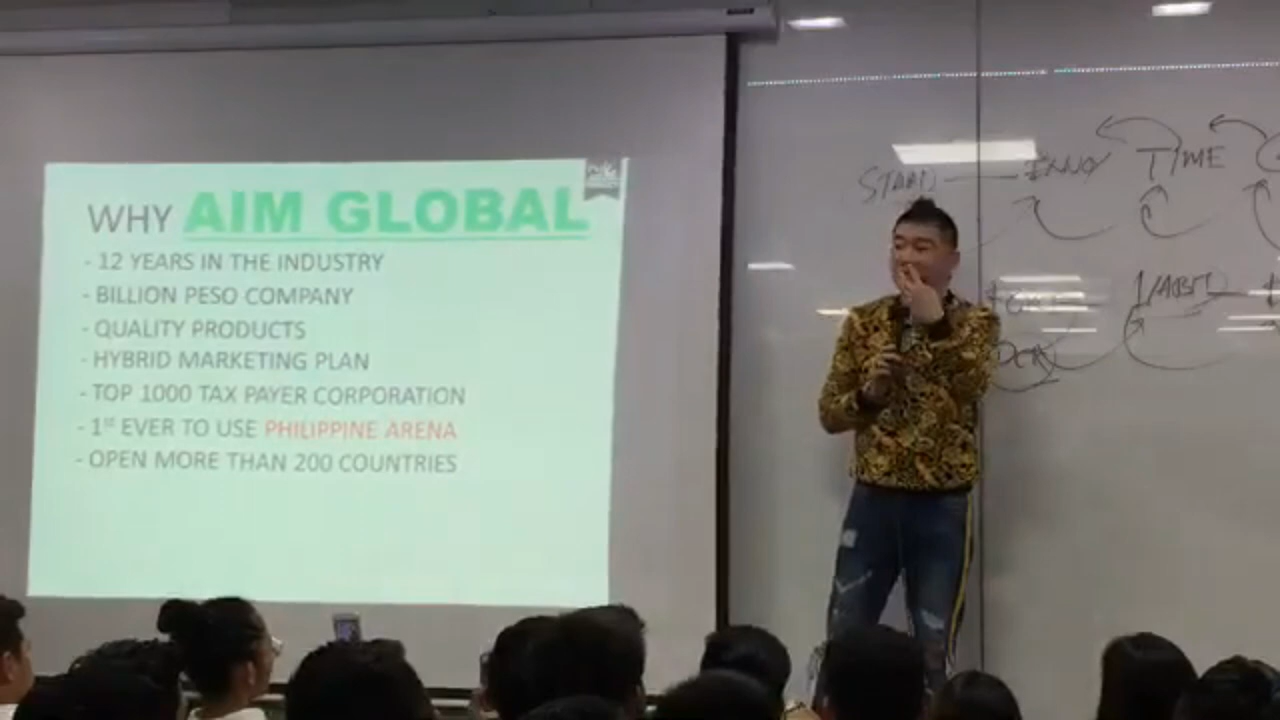 WHY AIM GLOBAL
- 12 YEARS IN THE INDUSTRY
- BILLION PESO COMPANY
- QUALITY PRODUCTS
- HYBRID MARKETING PLAN
- TOP 1000 TAX PAYER CORPORATION
- 1st EVER TO USE PHILIPPINE ARENA
- OPEN MORE THAN 200 COUNTRIES
TIME
HABIT